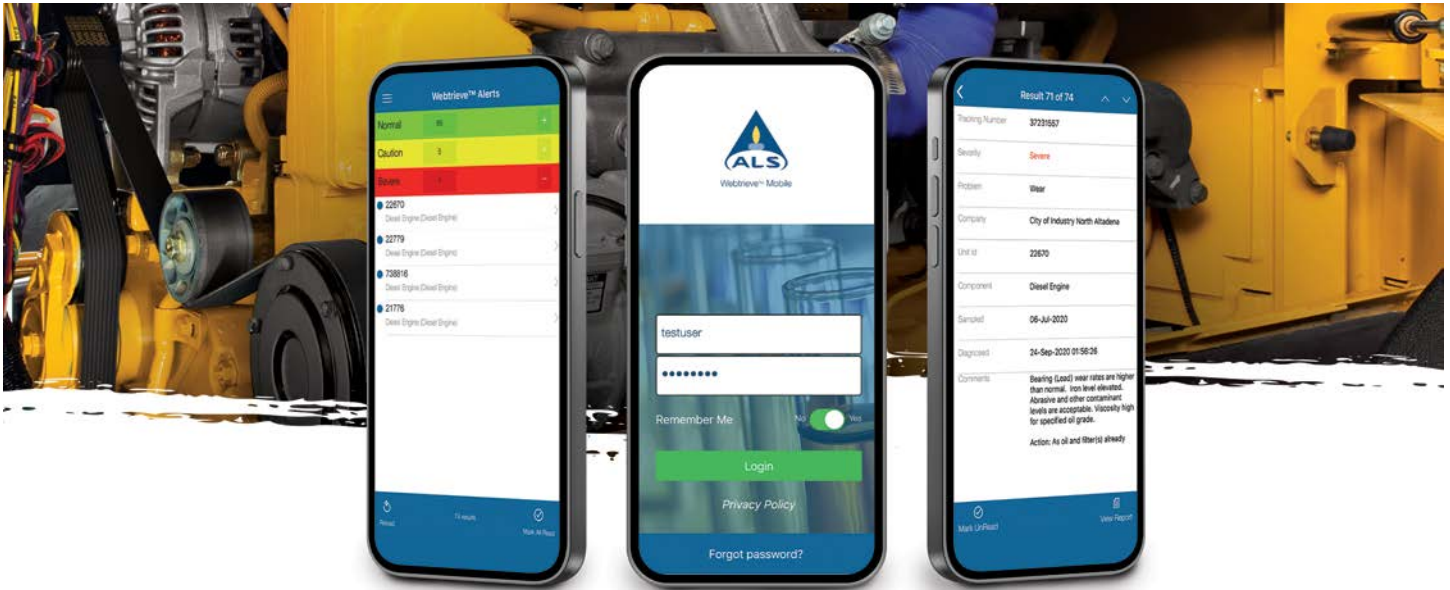 Webtrieve™ Alerts
Normal
Caution
Severe
22670
Diesel Engine (Diesel Engine)
22779
Diesel Engine (Diesel Engine)
738816
Diesel Engine (Diesel Engine)
21776
Diesel Engine (Diesel Engine)
Reload
Mark All Read
ALS
Webtrieve™ Mobile
testuser
Remember Me No Yes
Login
Privacy Policy
Forgot password?
Result 71 of 74
Tracking Number 37231557
Severity Severe
Problem Wear
Company City of Industry North Altadena
Unit Id 22670
Component Diesel Engine
Sampled 06-Jul-2020
Diagnosed 24-Sep-2020 01:56:26
Comments Bearing (Lead) wear rates are higher
than normal. Iron level elevated.
Abrasive and other contaminant
levels are acceptable. Viscosity high
for specified oil grade.
Action: As oil and filter(s) already
Mark UnRead
View Report